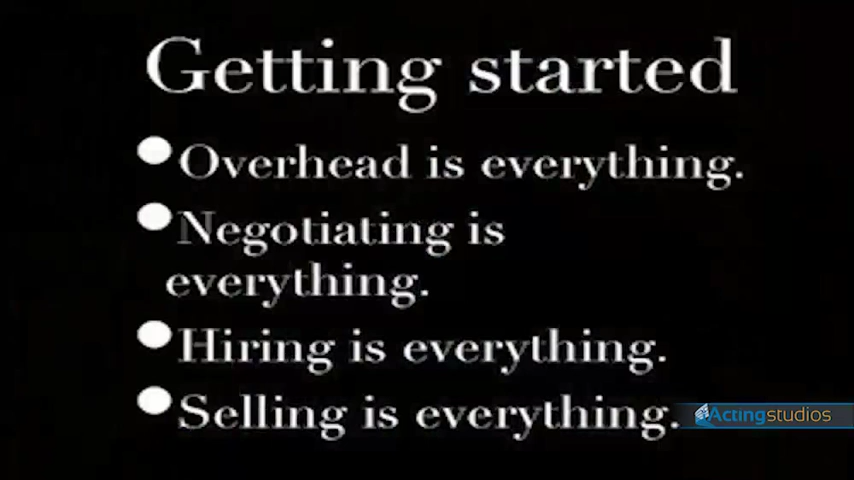 Getting started
Overhead is everything.
Negotiating is
everything.
Hiring is everything.
Selling is everything.
Actingstudios